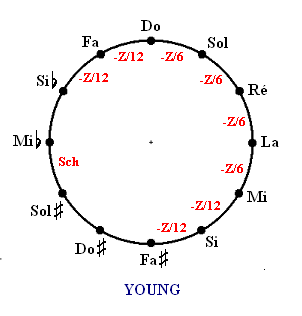 Do
Fa
Sol
-Z/12
-Z/6
Si♭
-Z/12
-Z/6
Ré
-Z/6
Mi♭
La
Sch
-Z/6
Sol♯
-Z/12
Mi
-Z/12
Do♯
Si
Fa♯
YOUNG